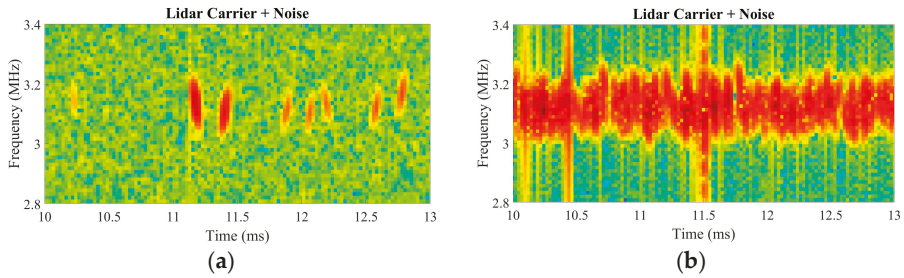 Lidar Carrier + Noise
3.4
3.2
3
2.8
Frequency (MHz)
10 10.5 11 11.5 12 12.5 13
Time (ms)
(a)
Lidar Carrier + Noise
3.4
3.2
3
2.8
Frequency (MHz)
10 10.5 11 11.5 12 12.5 13
Time (ms)
(b)